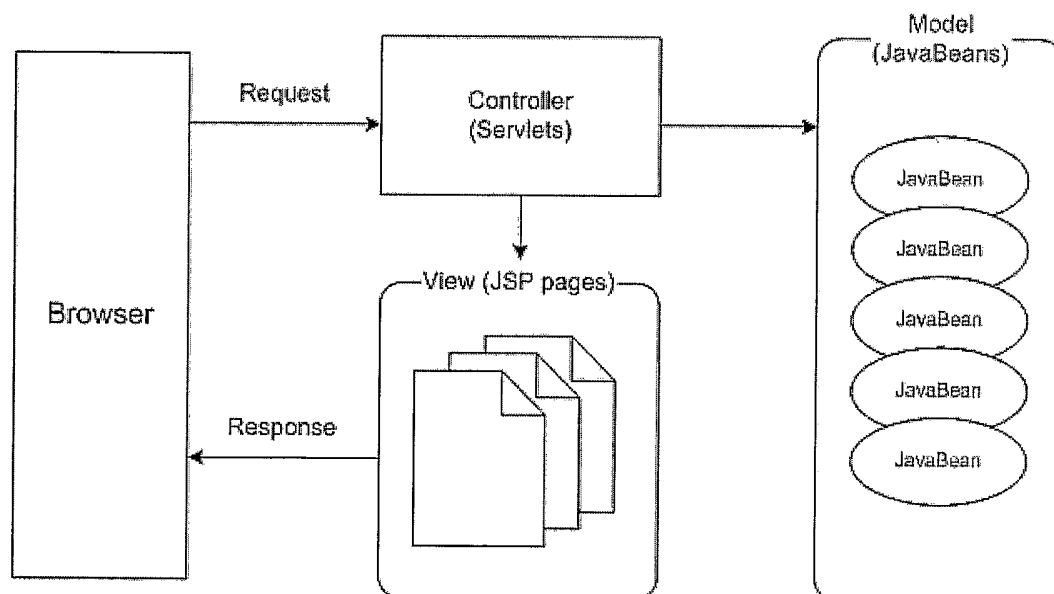 Model
(JavaBeans)
Request
Controller
(Servlets)
JavaBean
JavaBean
View (JSP pages)
Browser
JavaBean
JavaBean
Response
JavaBean